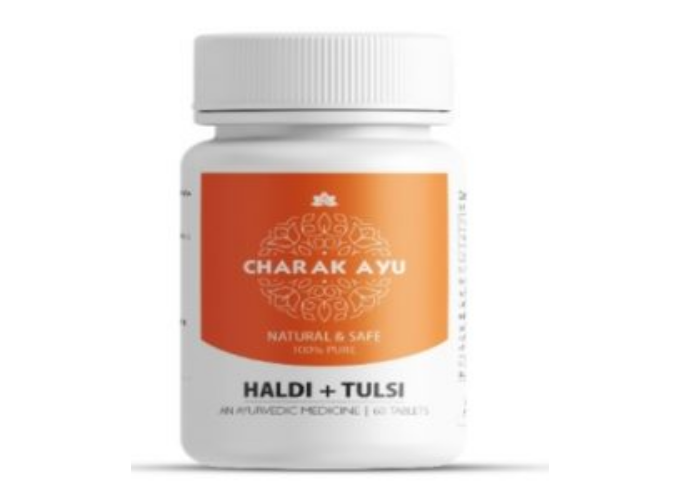 CHARAK AYU
NATURAL & SAFE
100% PURE
HALDI + TULSI
AN AYURVEDIC MEDICINE | 60 TABLETS